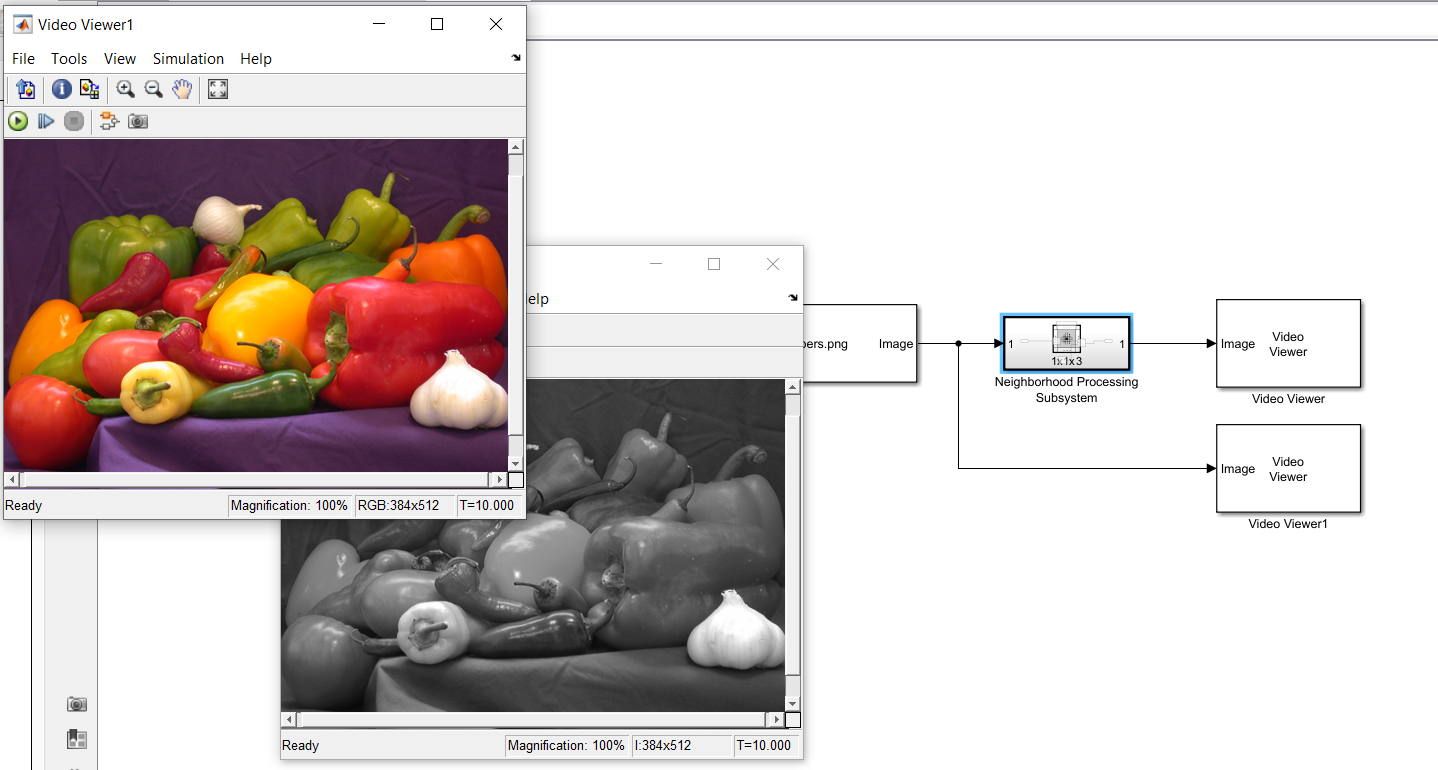 Video Viewer1
File Tools View Simulation Help
Ready
Magnification: 100%
RGB:384x512
T=10.000
elp
Ready
Magnification: 100%
I:384x512
T=10.000
pers.png
Image
1
1x1x3
1
Neighborhood Processing
Subsystem
Image
Video
Viewer
Video Viewer
Image
Video
Viewer
Video Viewer1